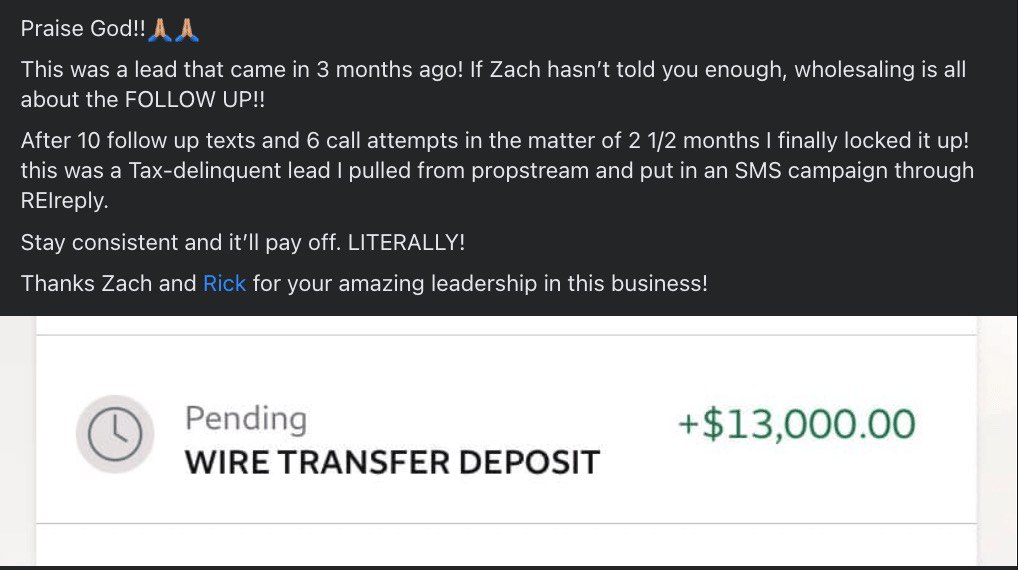 Praise God!!🙏🏼🙏🏼
This was a lead that came in 3 months ago! If Zach hasn’t told you enough, wholesaling is all
about the FOLLOW UP!!
After 10 follow up texts and 6 call attempts in the matter of 2 1/2 months I finally locked it up!
this was a Tax-delinquent lead I pulled from propstream and put in an SMS campaign through
REIreply.
Stay consistent and it’ll pay off. LITERALLY!
Thanks Zach and Rick for your amazing leadership in this business!
Pending
+$13,000.00
WIRE TRANSFER DEPOSIT